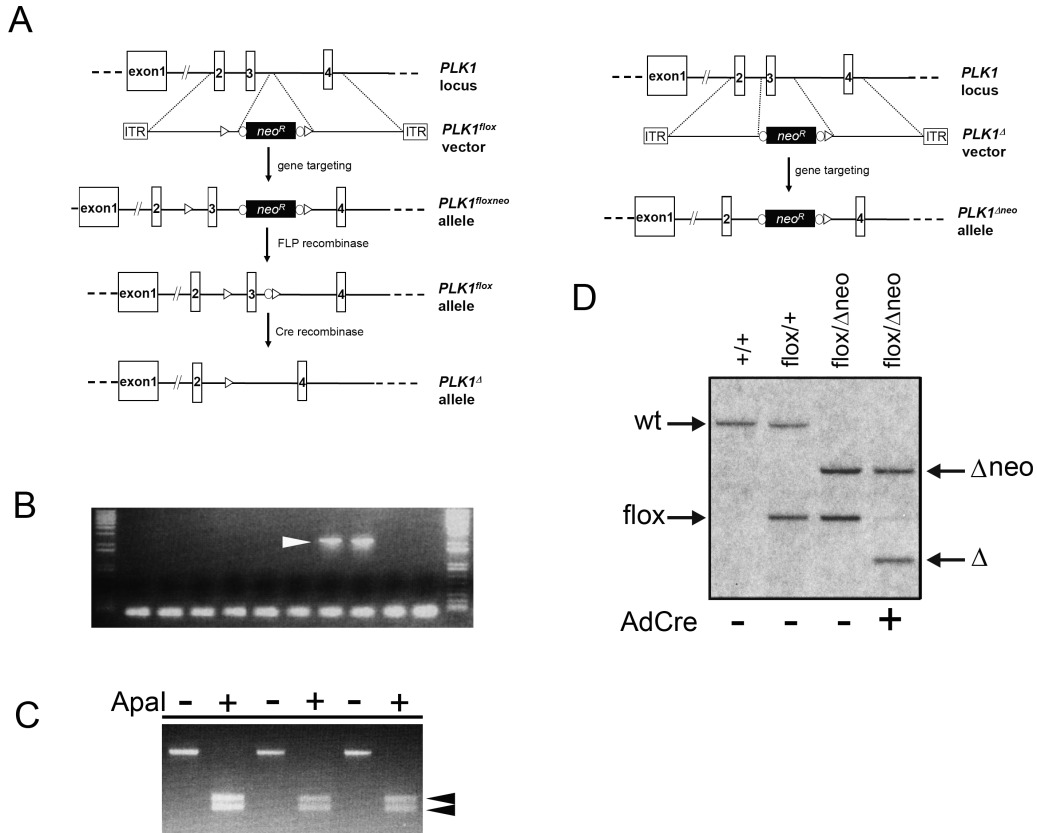 A
exon1 2 3 4 PLK1 locus
ITR neoR ITR PLK1flox vector
gene targeting
exon1 2 3 neoR 4 PLK1floxneo allele
FLP recombinase
exon1 2 3 4 PLK1flox allele
Cre recombinase
exon1 2 4 PLK1Δ allele
exon1 2 3 4 PLK1 locus
ITR neoR ITR PLK1Δ vector
gene targeting
exon1 2 neoR 4 PLK1Δneo allele
B
C
ApaI - + - + - +
D
+/+ flox/+ flox/Δneo flox/Δneo
wt
Δneo
flox
Δ
AdCre - - - +